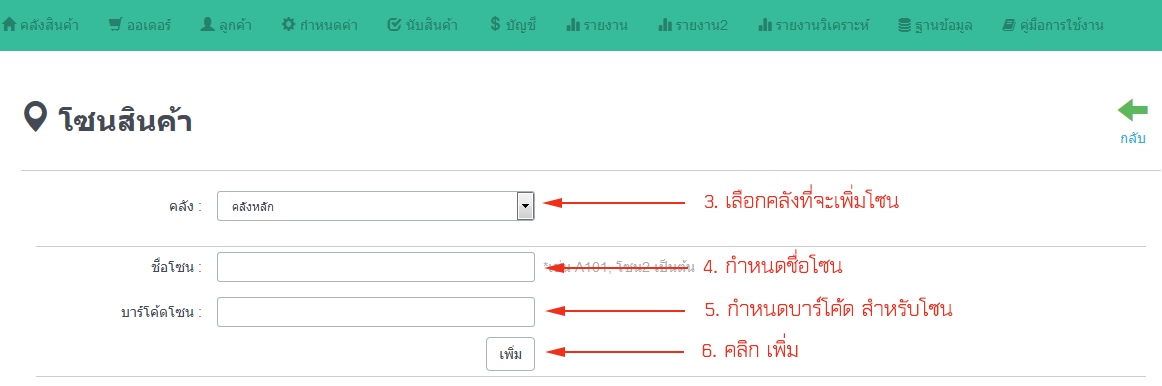 คลังสินค้า ออเดอร์ ลูกค้า กำหนดค่า นับสินค้า บัญชี รายงาน รายงาน2 รายงานวิเคราะห์ ฐานข้อมูล คู่มือการใช้งาน
โซนสินค้า
กลับ
คลัง : คลังหลัก 3. เลือกคลังที่จะเพิ่มโซน
ชื่อโซน : *เช่น A101, โซน2 เป็นต้น 4. กำหนดชื่อโซน
บาร์โค้ดโซน : 5. กำหนดบาร์โค้ด สำหรับโซน
เพิ่ม 6. คลิก เพิ่ม